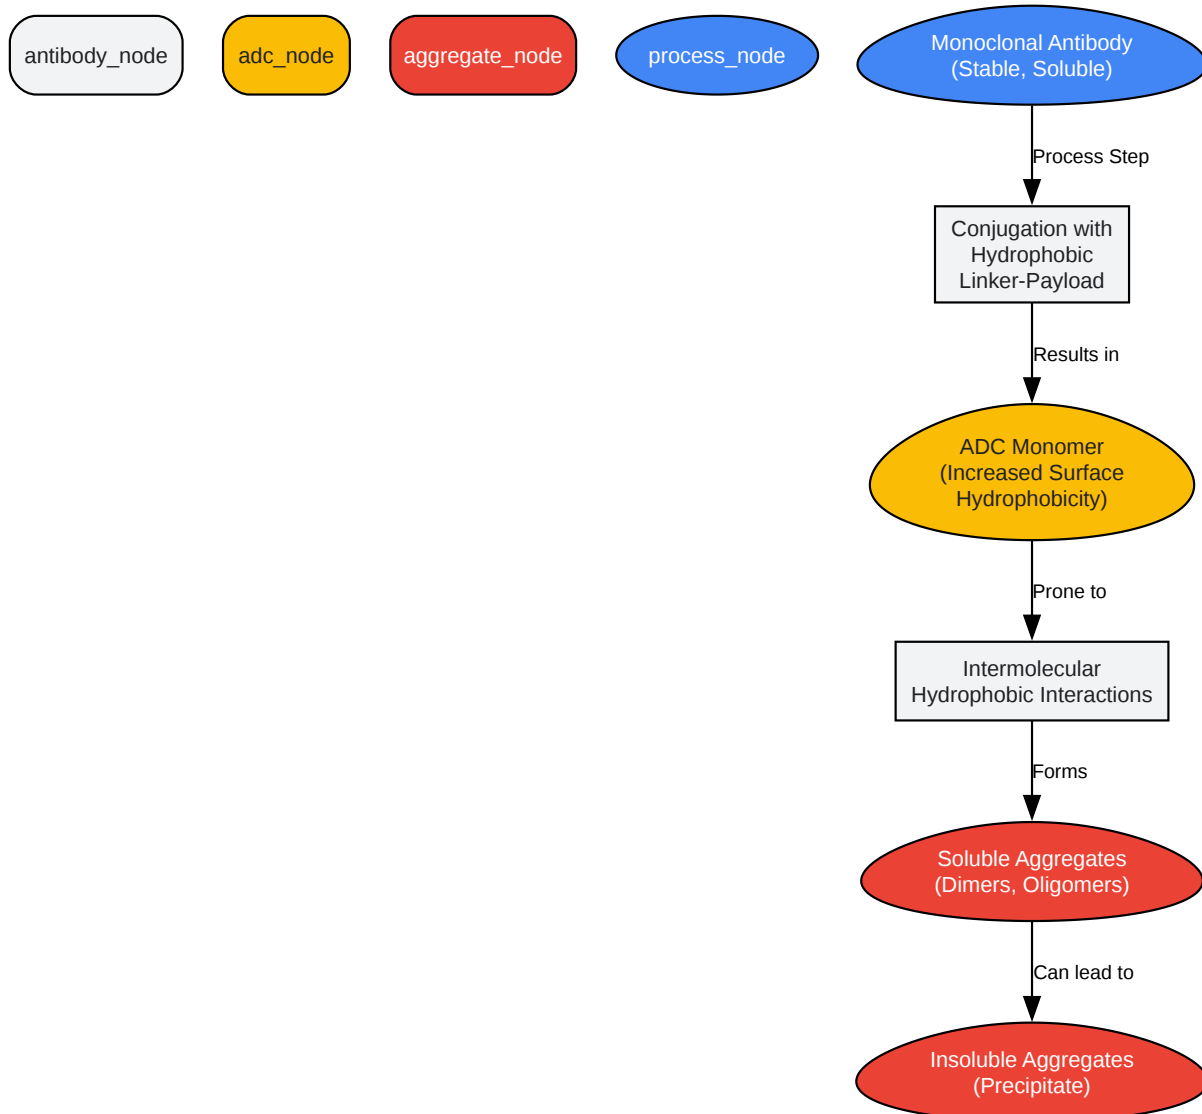 antibody_node
adc_node
aggregate_node
process_node
Monoclonal Antibody
(Stable, Soluble)
Process Step
Conjugation with
Hydrophobic
Linker-Payload
Results in
ADC Monomer
(Increased Surface
Hydrophobicity)
Prone to
Intermolecular
Hydrophobic Interactions
Forms
Soluble Aggregates
(Dimers, Oligomers)
Can lead to
Insoluble Aggregates
(Precipitate)